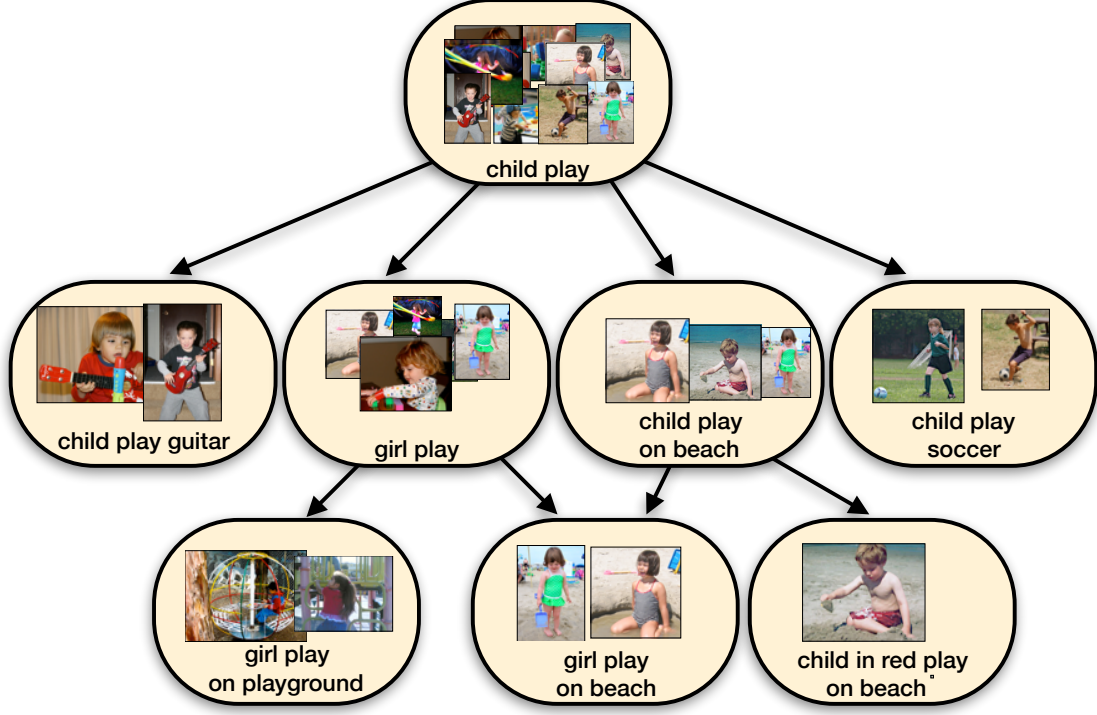 child play
child play guitar
girl play
child play
on beach
child play
soccer
girl play
on playground
girl play
on beach
child in red play
on beach